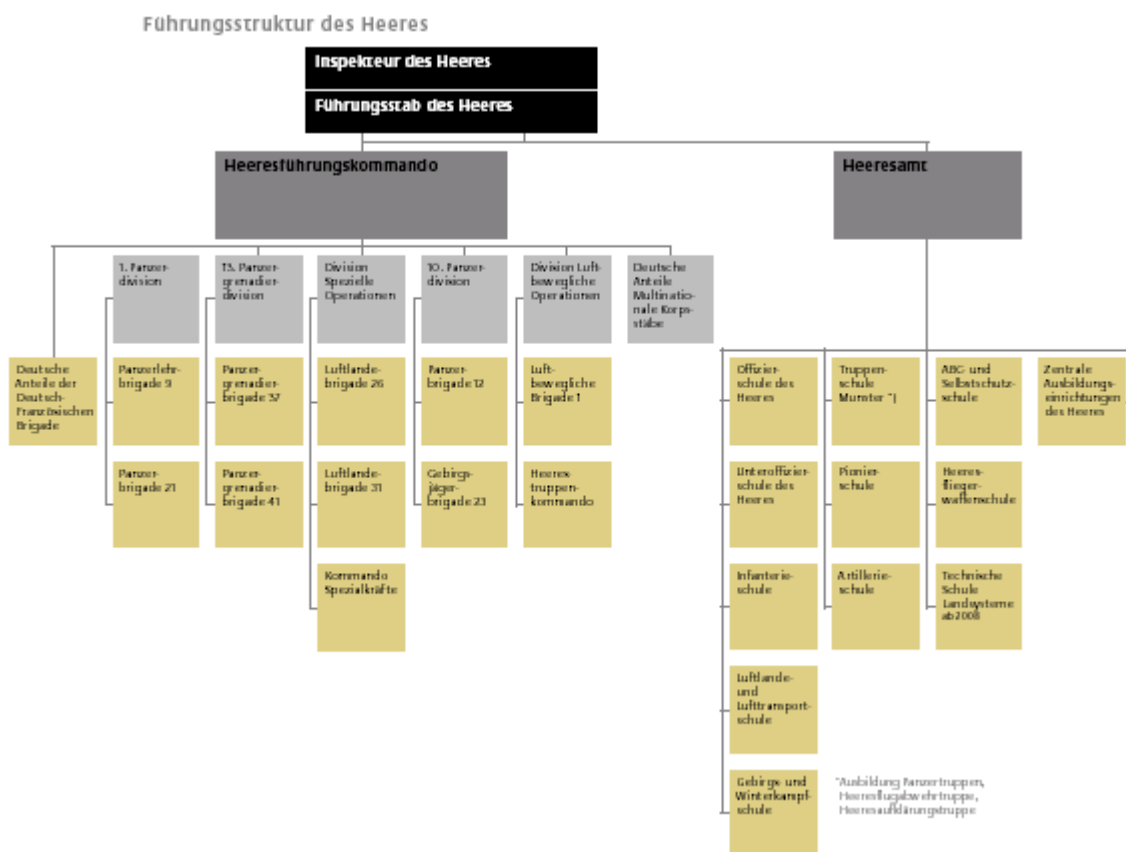 Führungsstruktur des Heeres
Inspekteur des Heeres
Führungsstab des Heeres
Heeresführungskommando
Heeresamt
1. Panzer-
division
13. Panzer-
grenadier-
division
Division
Spezielle
Operationen
10. Panzer-
division
Division Luft-
bewegliche
Operationen
Deutsche
Anteile
Multinatio-
nale Korps-
stäbe
Deutsche
Anteile der
Deutsch-
Französischen
Brigade
Panzerlehr-
brigade 9
Panzer-
grenadier-
brigade 37
Luftlande-
brigade 26
Panzer-
brigade 12
Luft-
bewegliche
Brigade 1
Offizier-
schule des
Heeres
Truppen-
schule
Munster *)
ABC- und
Selbstschutz-
schule
Zentrale
Ausbildungs-
einrichtungen
des Heeres
Panzer-
brigade 21
Panzer-
grenadier-
brigade 41
Luftlande-
brigade 31
Gebirgs-
jäger-
brigade 23
Heeres-
truppen-
kommando
Unteroffizier-
schule des
Heeres
Pionier-
schule
Heeres-
flieger-
waffenschule
Kommando
Spezialkräfte
Infanterie-
schule
Artillerie-
schule
Technische
Schule
Landsysteme
ab 2008
Luftlande-
und
Lufttransport-
schule
Gebirgs- und
Winterkampf-
schule
*Ausbildung Panzertruppen,
Heeresflugabwehrtruppe,
Heeresaufklärungstruppe